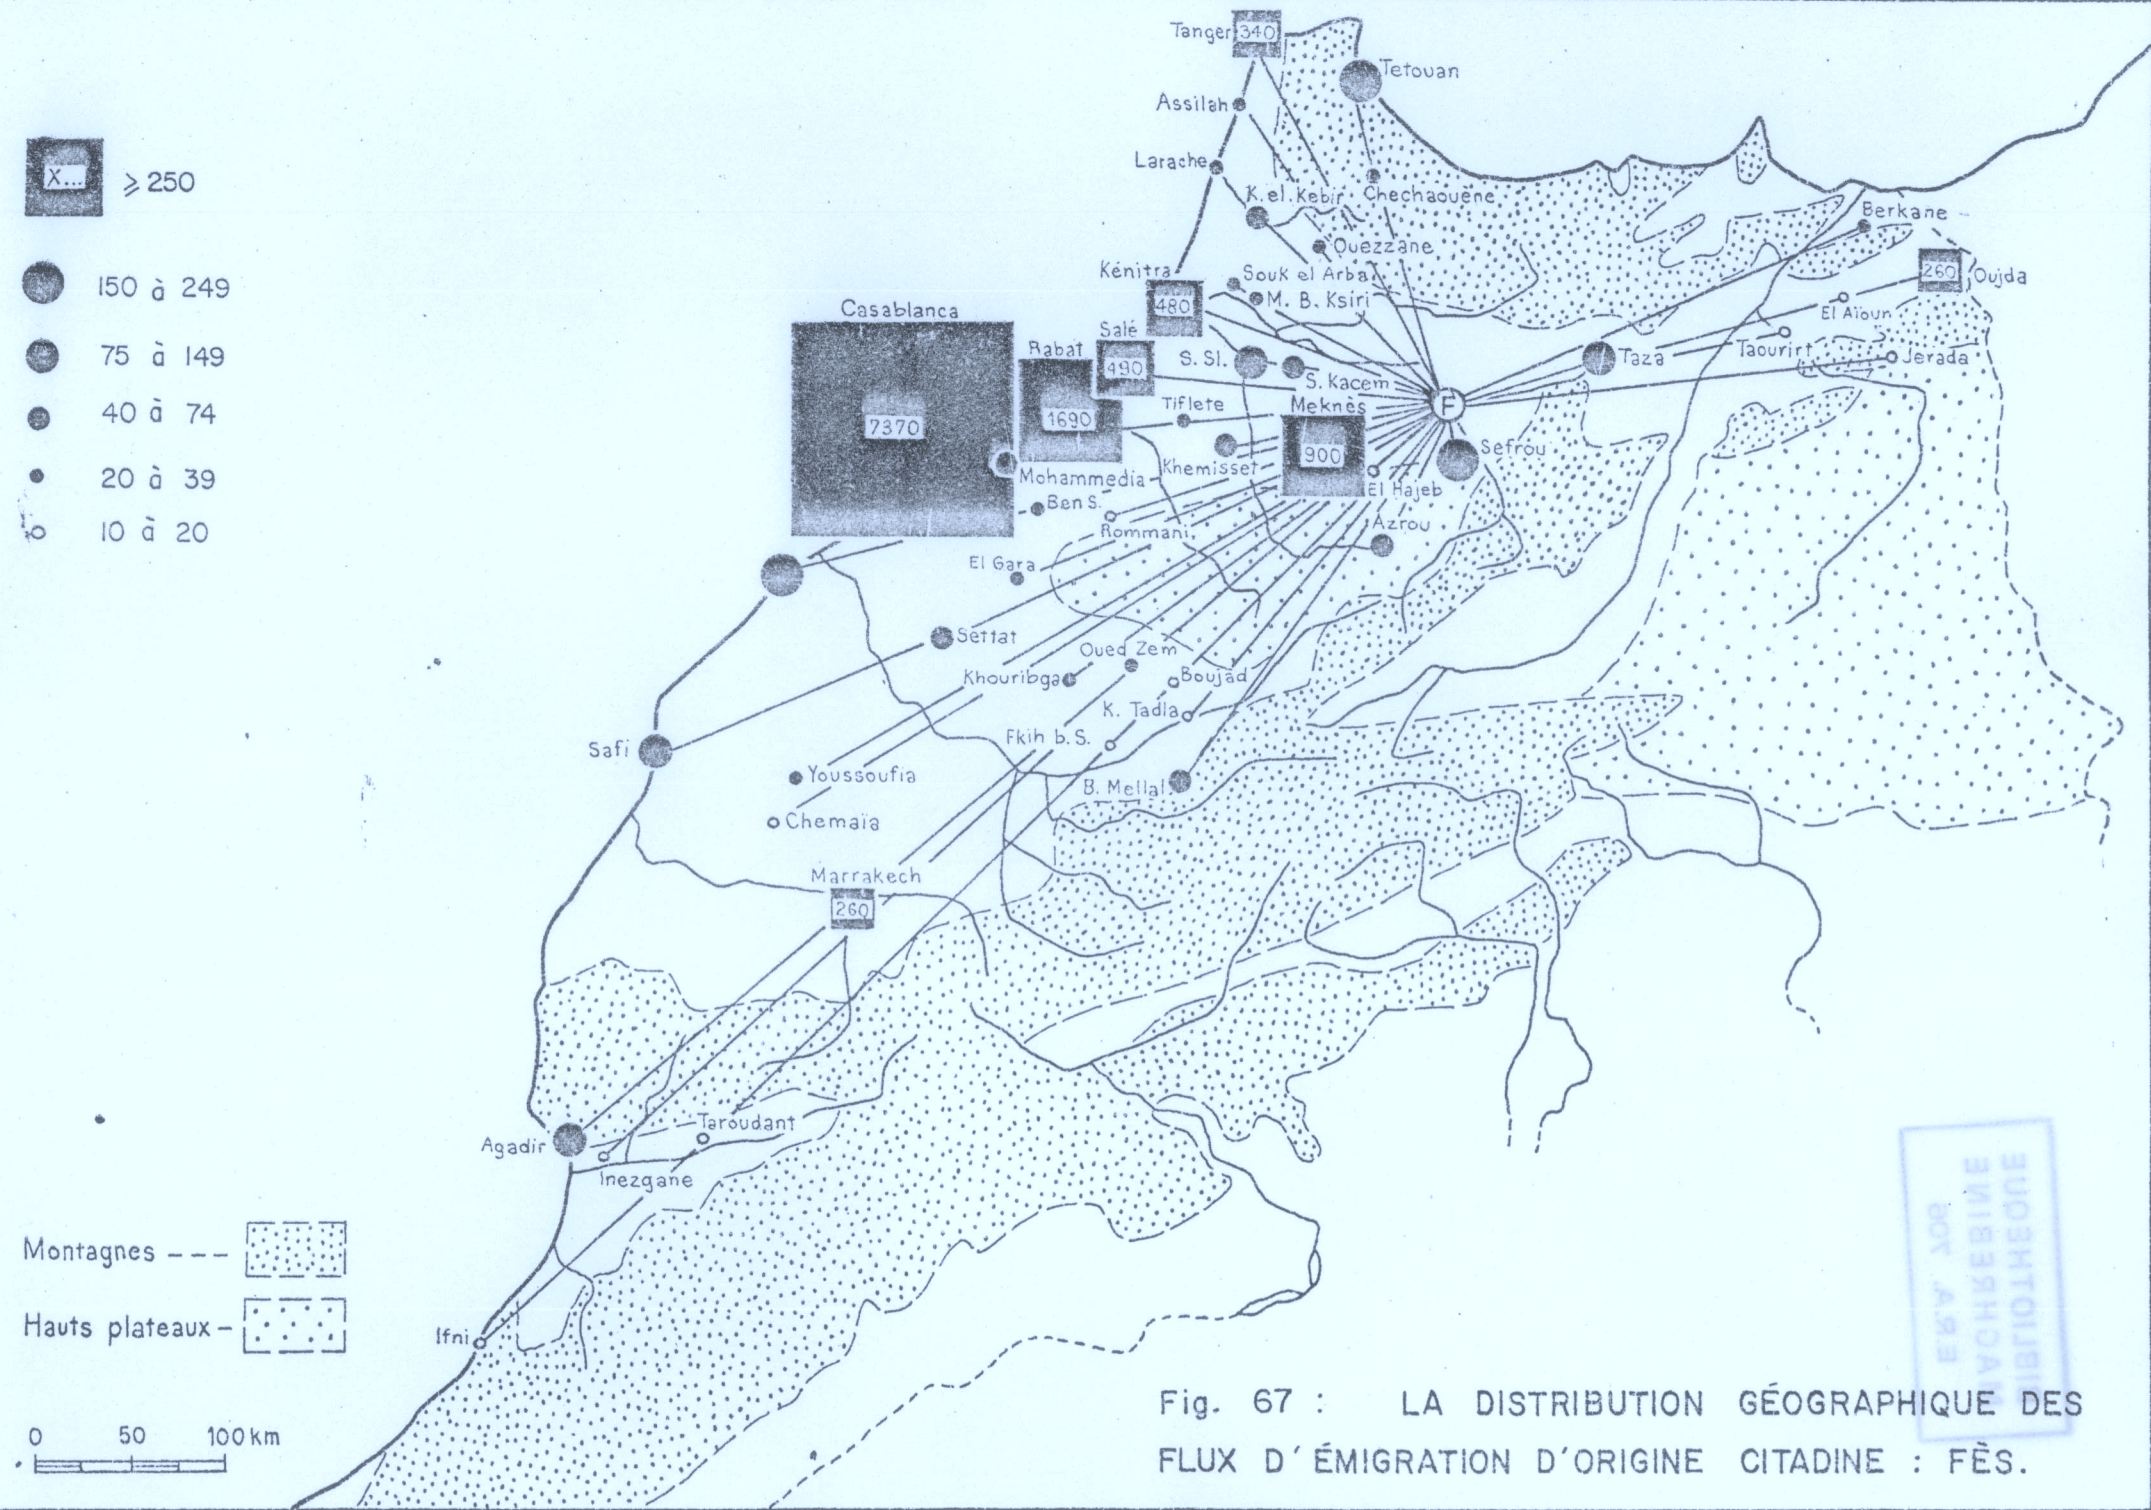 Tanger
340
Tetouan
Assilah
Larache
K. el. Kebir
Chechaouène
Ouezzane
Berkane
Kénitra
480
Souk el Arba
M. B. Ksiri
260
Oujda
El Aïoun
Taourirt
Jerada
Taza
X...
⩾ 250
150 à 249
75 à 149
40 à 74
20 à 39
10 à 20
Casablanca
7370
Rabat
1690
Salé
490
S. Sl.
S. Kacem
F
Tiflete
Meknès
900
Sefrou
Khemisset
Mohammedia
El Hajeb
Ben S.
Rommani
Azrou
El Gara
Settat
Oued Zem
Khouribga
Boujad
K. Tadla
Fkih b. S.
Safi
Youssoufia
B. Mellal
Chemaïa
Marrakech
260
Agadir
Taroudant
Inezgane
Ifni
Montagnes
Hauts plateaux
0 50 100 km
BIBLIOTHEQUE
MAGHREBINE
E.R.A. 706
Fig. 67 : LA DISTRIBUTION GÉOGRAPHIQUE DES
FLUX D'ÉMIGRATION D'ORIGINE CITADINE : FÈS.